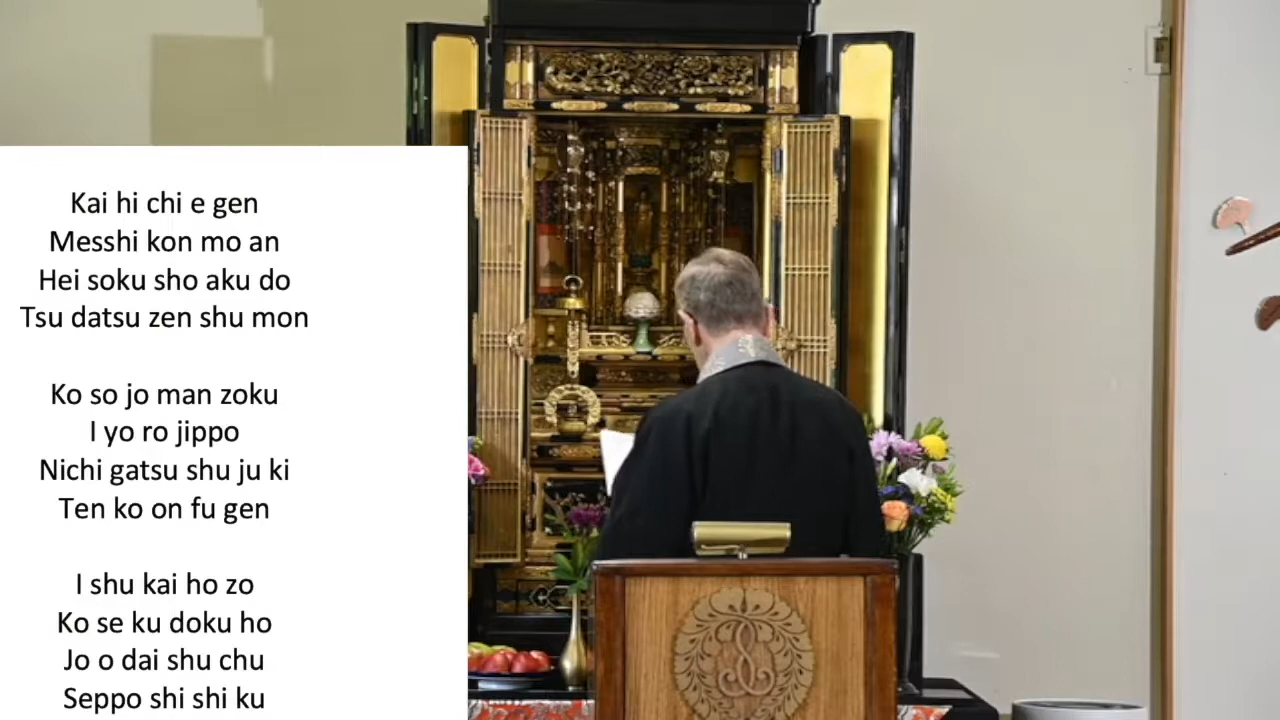 Kai hi chi e gen
Messhi kon mo an
Hei soku sho aku do
Tsu datsu zen shu mon
Ko so jo man zoku
I yo ro jippo
Nichi gatsu shu ju ki
Ten ko on fu gen
I shu kai ho zo
Ko se ku doku ho
Jo o dai shu chu
Seppo shi shi ku